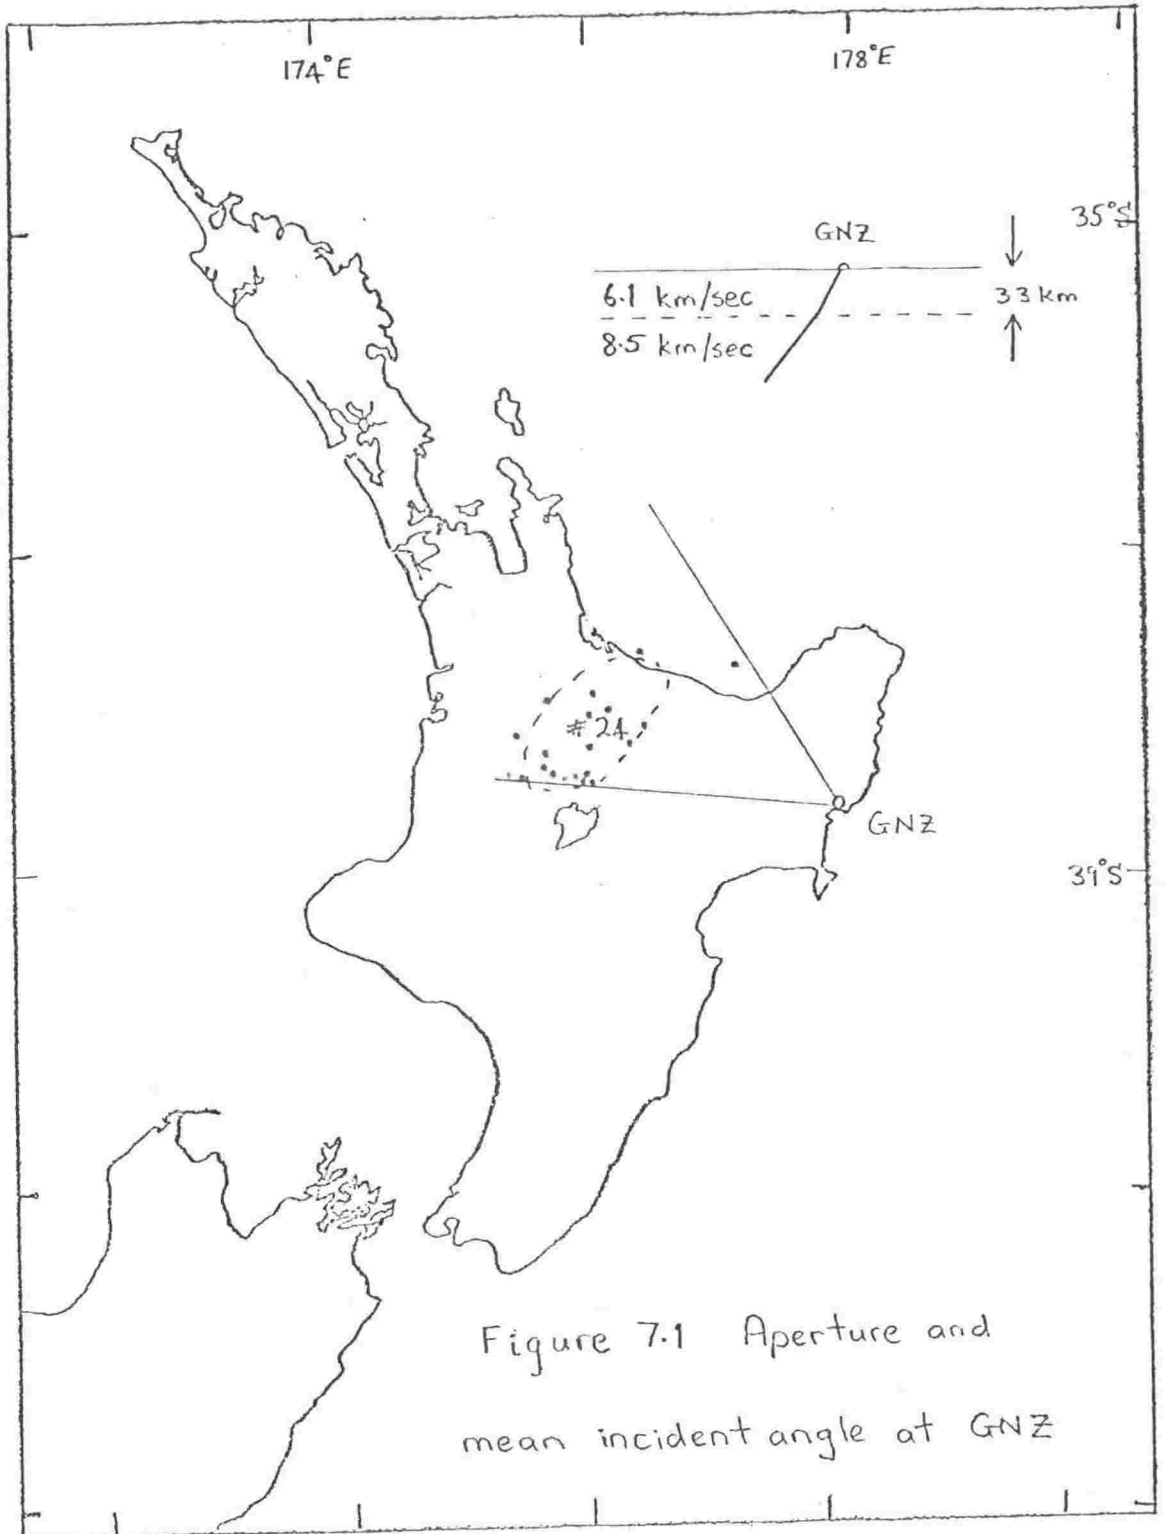 174°E
178°E
35°S
GNZ
6.1 km/sec
33 km
8.5 km/sec
#24
GNZ
39°S
Figure 7.1 Aperture and
mean incident angle at GNZ